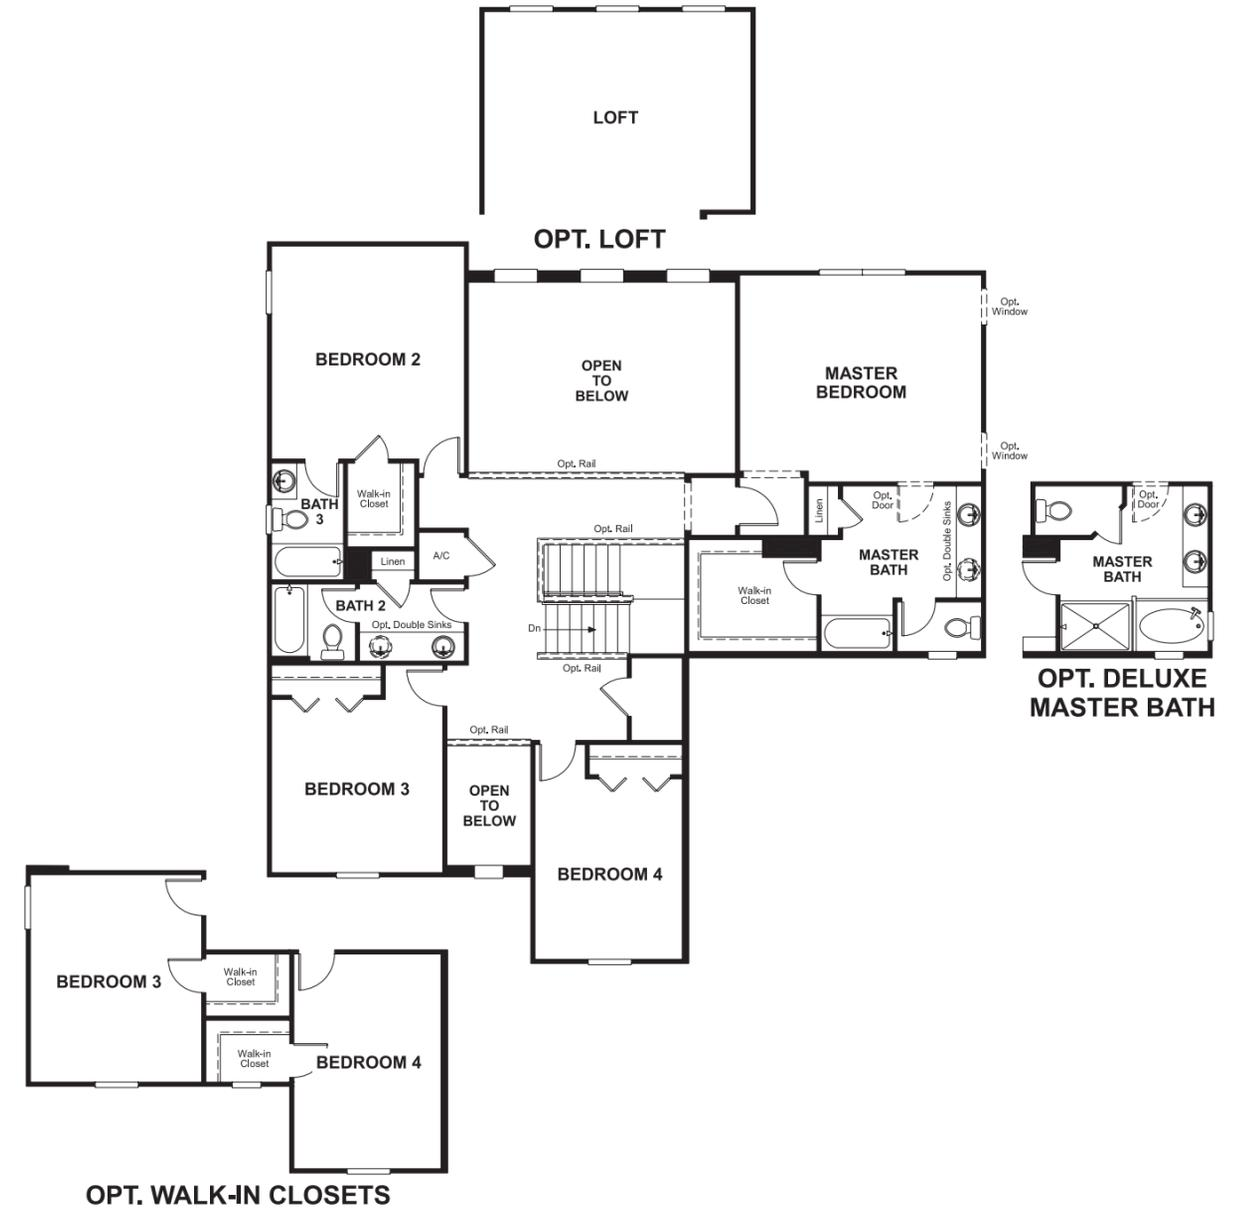 LOFT
OPT. LOFT
BEDROOM 2
OPEN
TO
BELOW
MASTER
BEDROOM
Opt.
Window
Opt.
Window
Opt. Rail
BATH
3
Walk-in
Closet
Opt. Rail
A/C
Linen
Linen
Opt.
Door
Opt. Double Sinks
MASTER
BATH
Walk-in
Closet
BATH 2
Opt. Double Sinks
Dn
Opt. Rail
Opt.
Door
MASTER
BATH
OPT. DELUXE
MASTER BATH
Opt. Rail
BEDROOM 3
OPEN
TO
BELOW
BEDROOM 4
BEDROOM 3
Walk-in
Closet
Walk-in
Closet
BEDROOM 4
OPT. WALK-IN CLOSETS